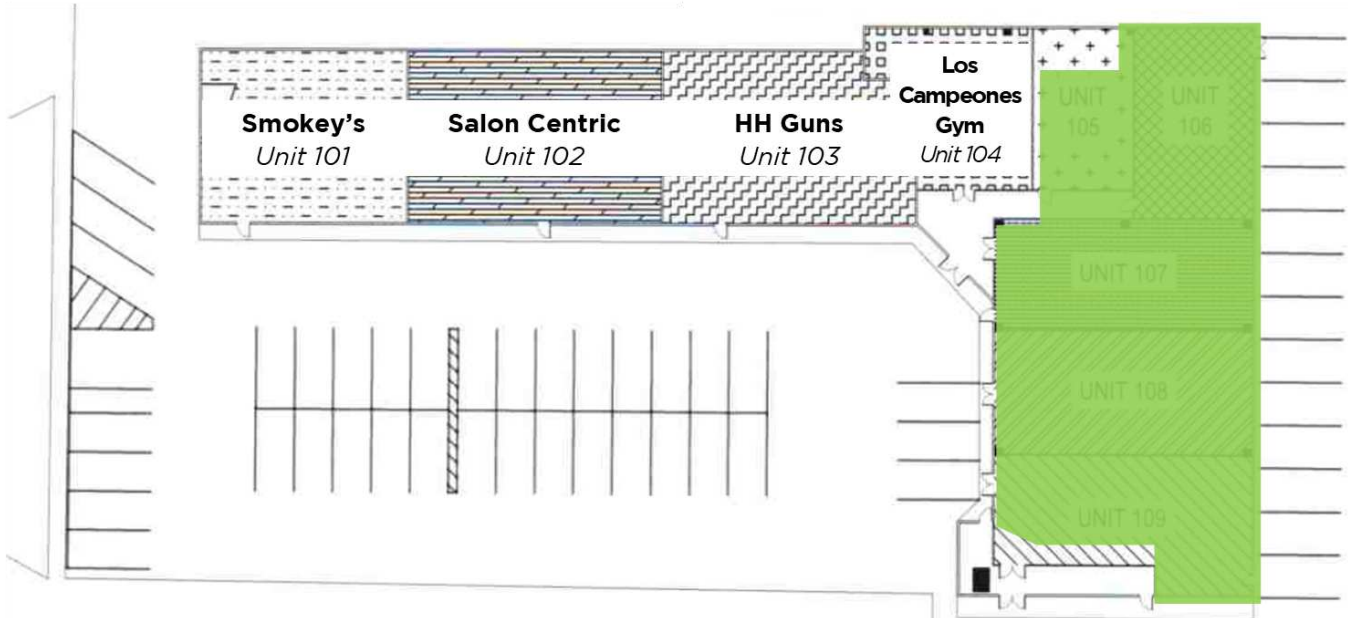 Smokey's
Unit 101
Salon Centric
Unit 102
HH Guns
Unit 103
Los
Campeones
Gym
Unit 104
UNIT
105
UNIT
106
UNIT 107
UNIT 108
UNIT 109